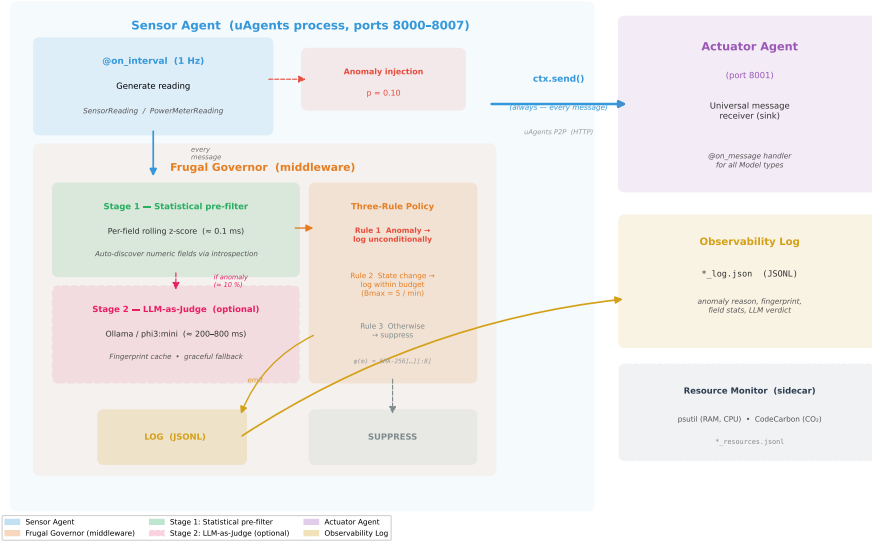 Sensor Agent (uAgents process, ports 8000–8007)
@on_interval (1 Hz)
Generate reading
SensorReading / PowerMeterReading
Anomaly injection
p = 0.10
ctx.send()
(always — every message)
uAgents P2P (HTTP)
Actuator Agent
(port 8001)
Universal message
receiver (sink)
@on_message handler
for all Model types
every
message
Frugal Governor (middleware)
Stage 1 — Statistical pre-filter
Per-field rolling z-score (≈ 0.1 ms)
Auto-discover numeric fields via introspection
if anomaly
(≈ 10 %)
Stage 2 — LLM-as-Judge (optional)
Ollama / phi3:mini (≈ 200–800 ms)
Fingerprint cache • graceful fallback
Three-Rule Policy
Rule 1 Anomaly →
log unconditionally
Rule 2 State change →
log within budget
(Bmax = 5 / min)
Rule 3 Otherwise
→ suppress
φ(m) = SHA-256[…][:8]
emit
LOG (JSONL)
SUPPRESS
Observability Log
*_log.json (JSONL)
anomaly reason, fingerprint,
field stats, LLM verdict
Resource Monitor (sidecar)
psutil (RAM, CPU) • CodeCarbon (CO₂)
*_resources.jsonl
Sensor Agent
Frugal Governor (middleware)
Stage 1: Statistical pre-filter
Stage 2: LLM-as-Judge (optional)
Actuator Agent
Observability Log